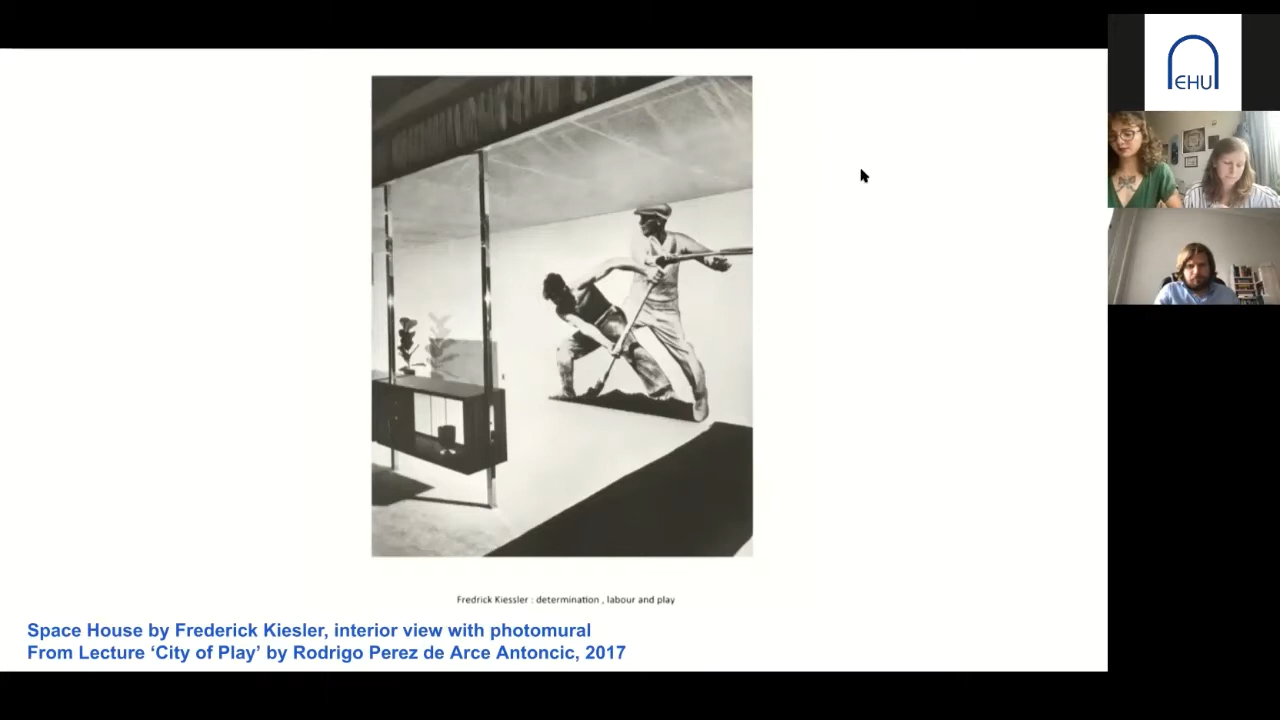 EHU
Fredrick Kiessler : determination , labour and play
Space House by Frederick Kiesler, interior view with photomural
From Lecture ‘City of Play’ by Rodrigo Perez de Arce Antoncic, 2017